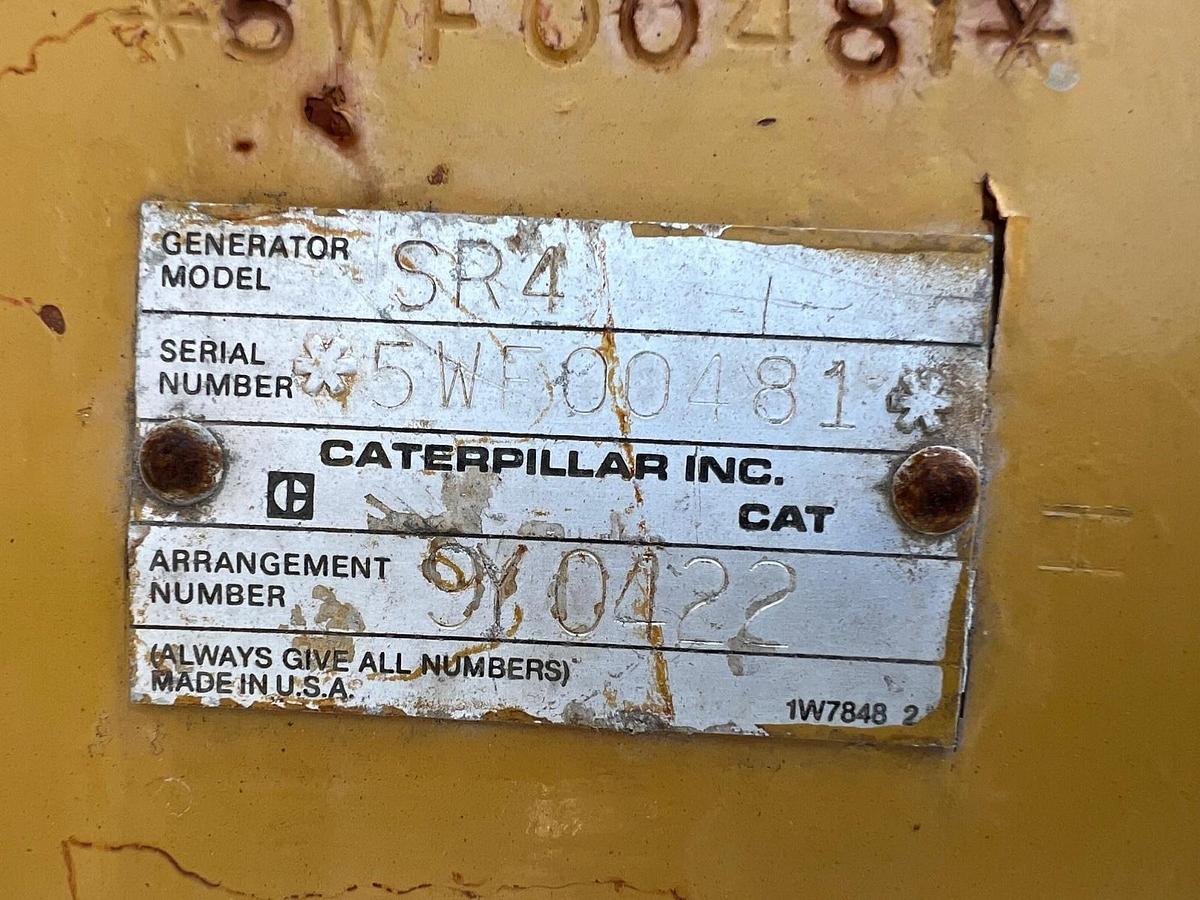 *5WF00481*
GENERATOR
MODEL SR4
SERIAL
NUMBER *5WF00481*
CATERPILLAR INC.
CAT
ARRANGEMENT
NUMBER 9Y0422
(ALWAYS GIVE ALL NUMBERS)
MADE IN U.S.A.
1W7848 2
H